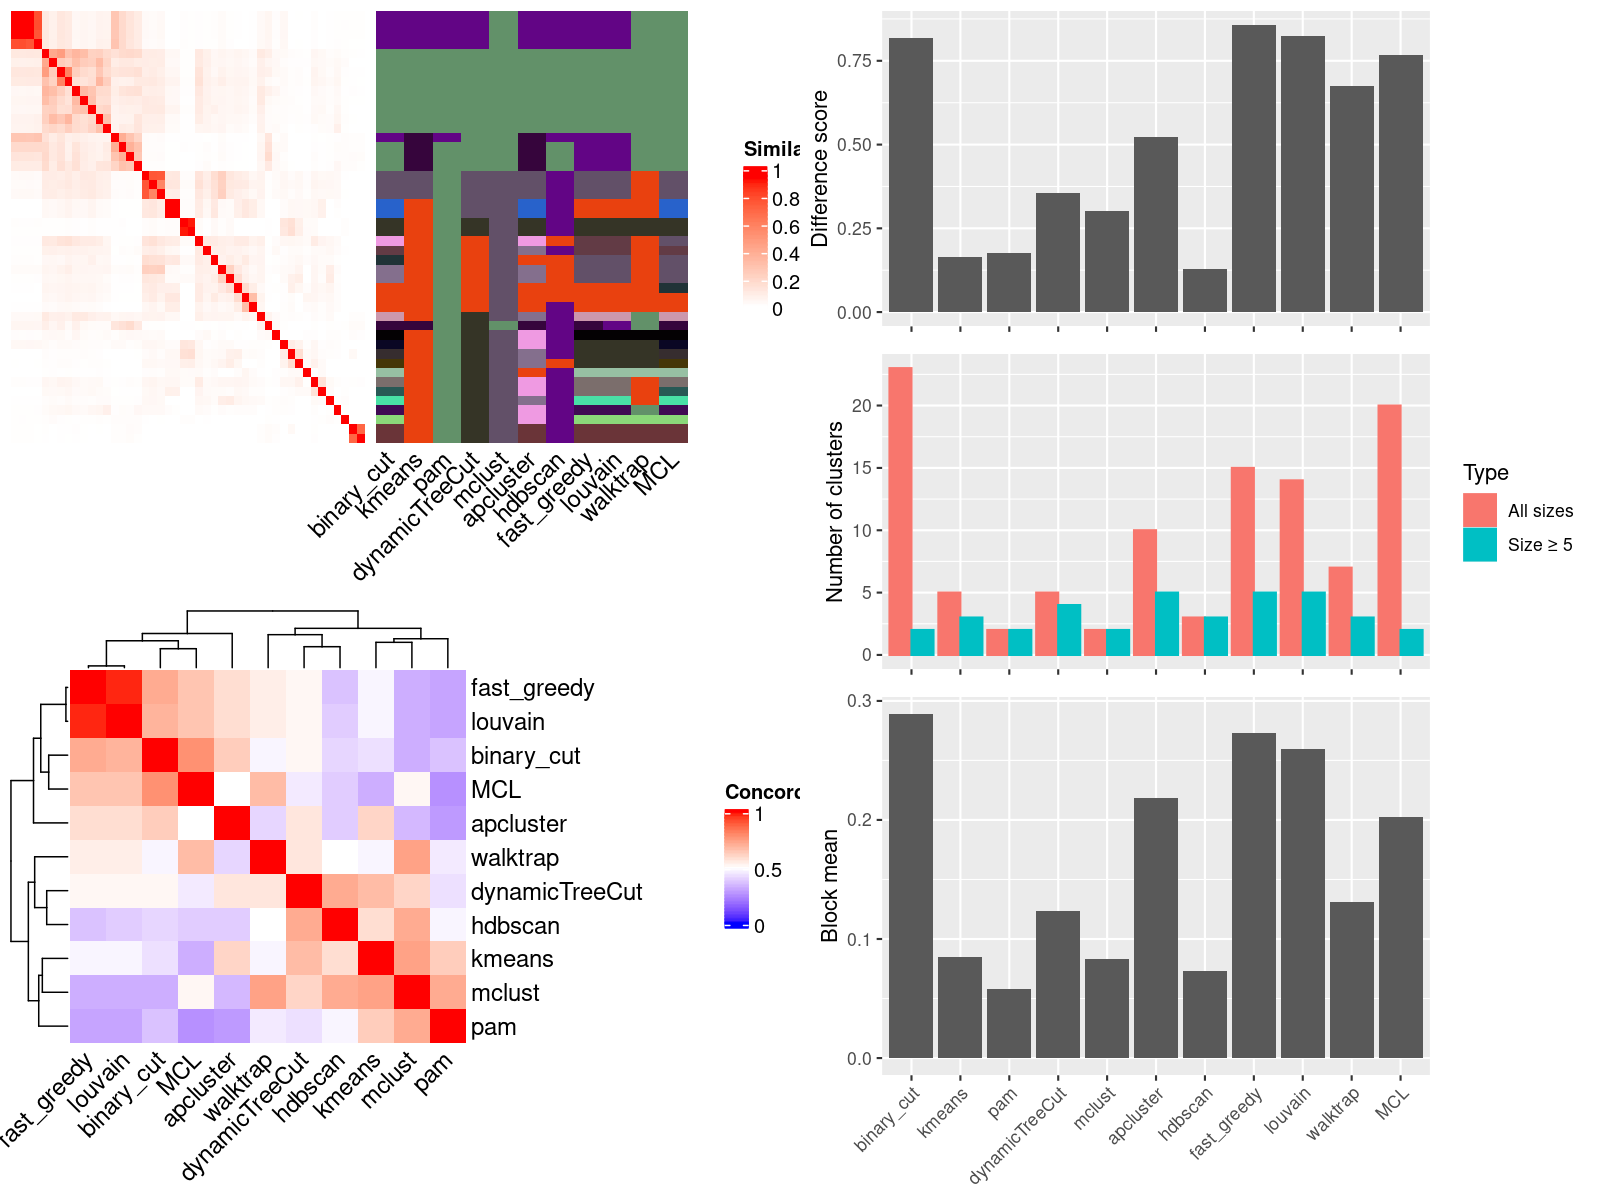 Simila
1
0.8
0.6
0.4
0.2
0
binary_cut
kmeans
pam
dynamicTreeCut
mclust
apcluster
hdbscan
fast_greedy
louvain
walktrap
MCL
fast_greedy
louvain
binary_cut
MCL
apcluster
walktrap
dynamicTreeCut
hdbscan
kmeans
mclust
pam
Concord
1
0.5
0
fast_greedy
louvain
binary_cut
MCL
apcluster
walktrap
dynamicTreeCut
hdbscan
kmeans
mclust
pam
Difference score
0.75
0.50
0.25
0.00
Number of clusters
20
15
10
5
0
Type
All sizes
Size ≥ 5
Block mean
0.3
0.2
0.1
0.0
binary_cut
kmeans
pam
dynamicTreeCut
mclust
apcluster
hdbscan
fast_greedy
louvain
walktrap
MCL